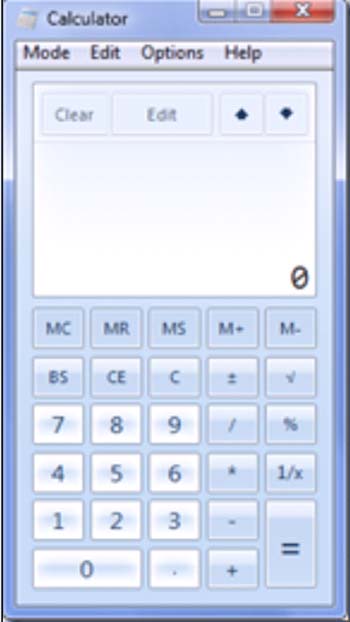 Calculator
Mode Edit Options Help
Clear Edit
0
MC MR MS M+ M-
BS CE C ± √
7 8 9 / %
4 5 6 * 1/x
1 2 3 -
=
0 . +